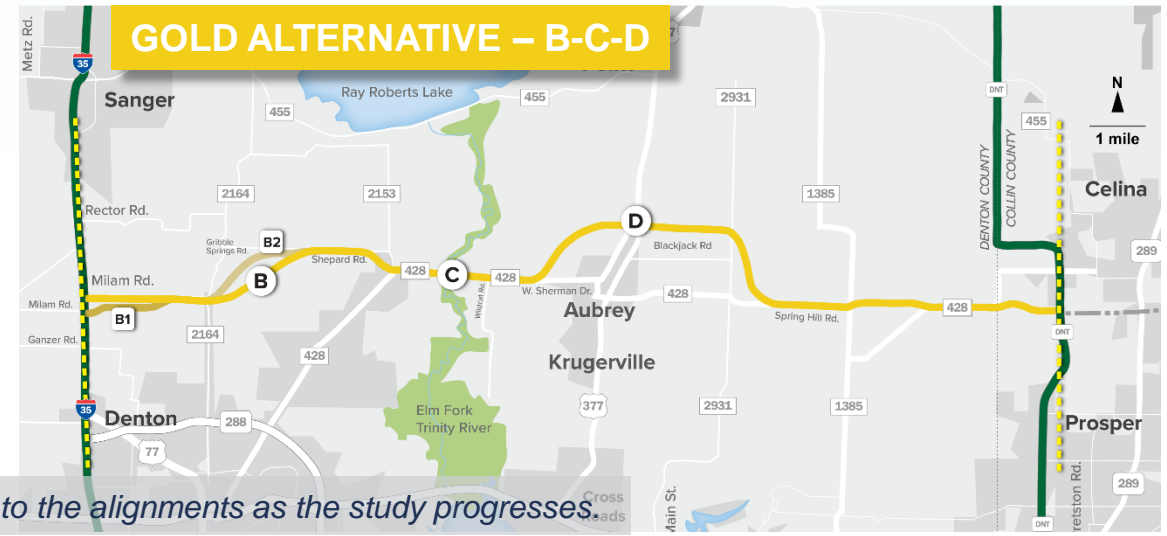 GOLD ALTERNATIVE – B-C-D
Metz Rd.
35
Sanger
455
Ray Roberts Lake
455
2931
DNT
N
1 mile
455
DENTON COUNTY
COLLIN COUNTY
Celina
2164
2153
1385
Rector Rd.
Gribble
Springs Rd.
B2
Shepard Rd.
D
Blackjack Rd
289
Milam Rd.
B
428
C
428
Wildcat Rd.
W. Sherman Dr.
428
Milam Rd.
B1
Aubrey
Spring Hill Rd.
428
Ganzer Rd.
2164
428
DNT
Krugerville
35
Denton
288
77
Elm Fork
Trinity River
377
2931
1385
Prosper
to the alignments as the study progresses.
Cross
Roads
Main St.
289
DNT